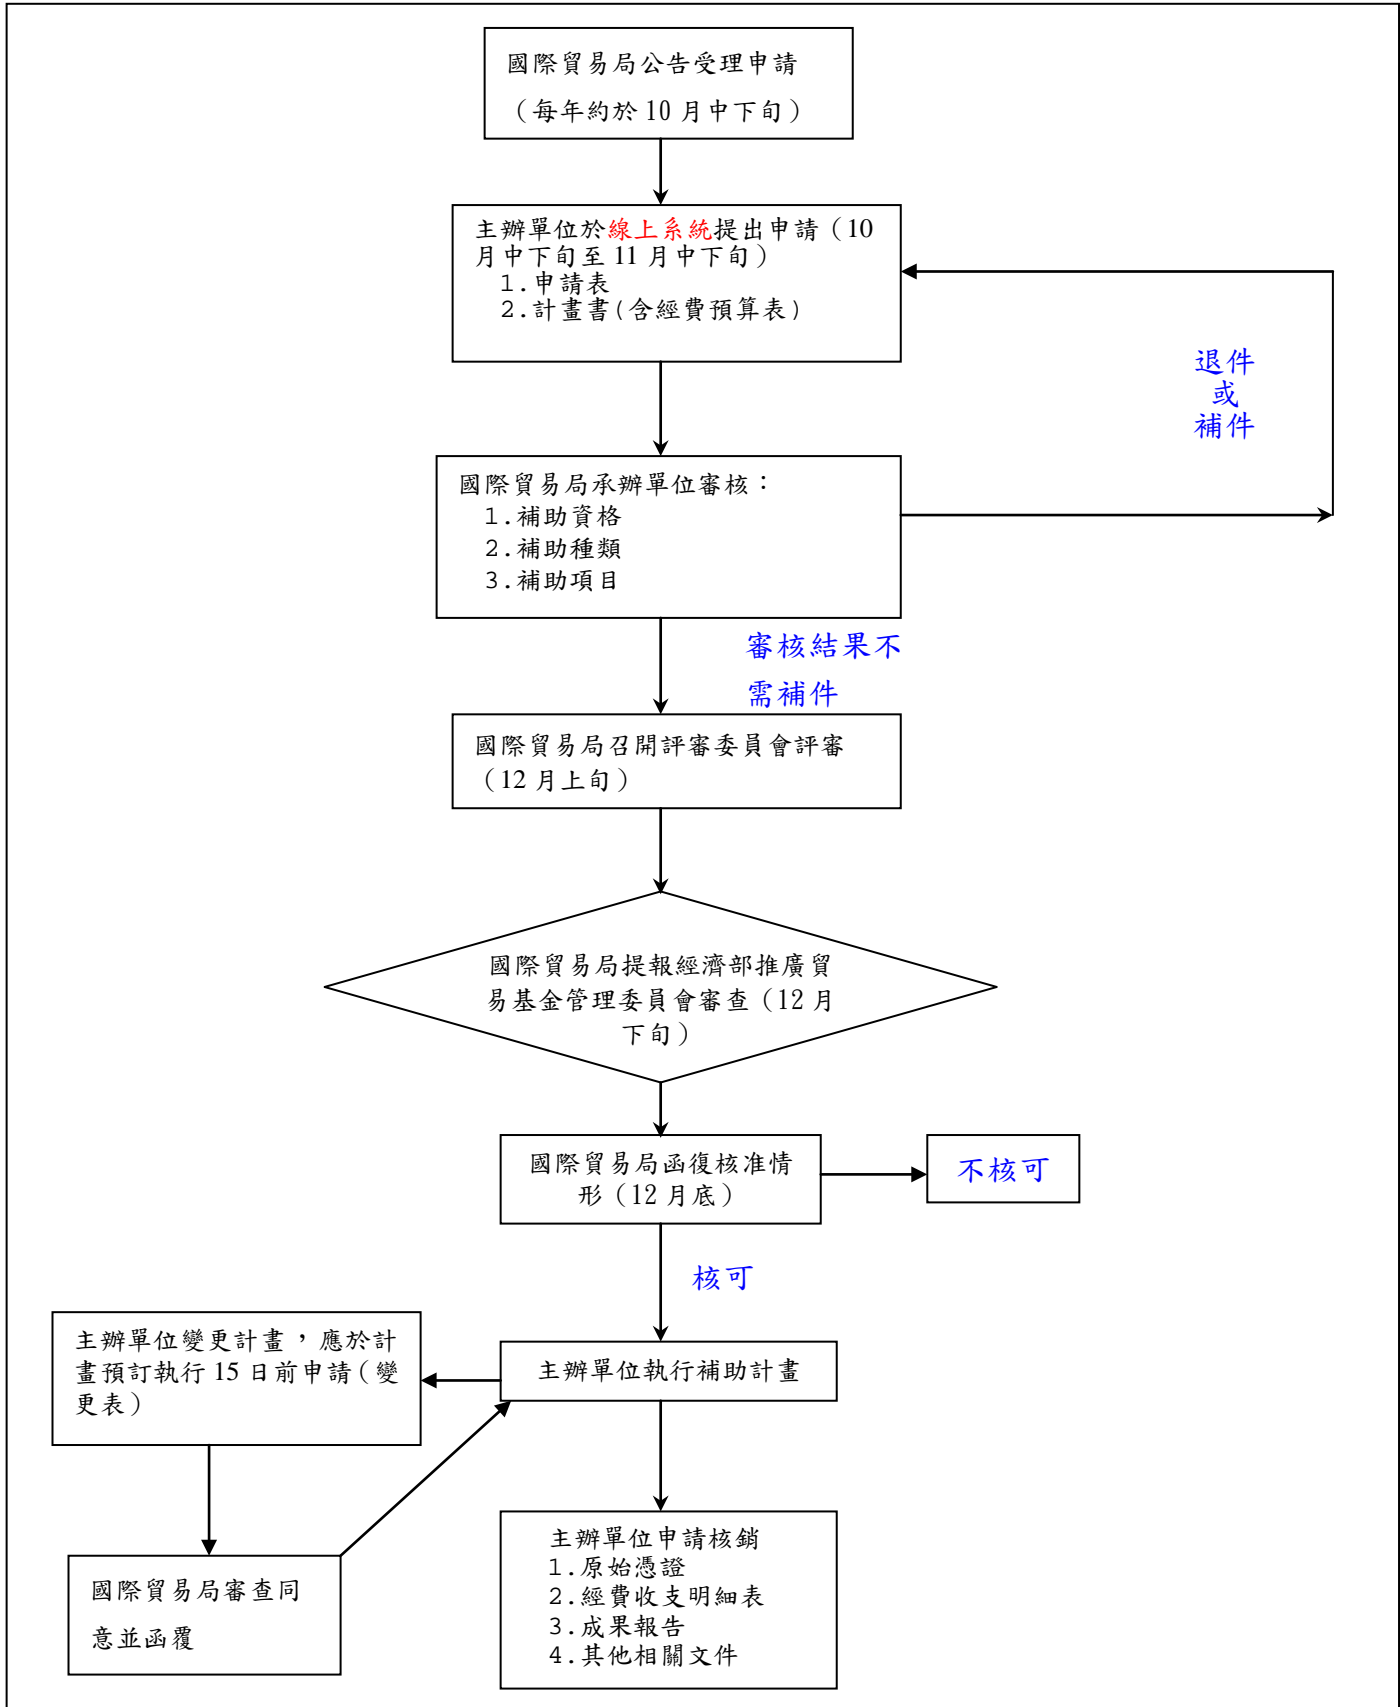 國際貿易局公告受理申請
（每年約於 10 月中下旬）
主辦單位於線上系統提出申請（10
月中下旬至 11 月中下旬）
1.申請表
2.計畫書(含經費預算表)
退件
或
補件
國際貿易局承辦單位審核：
1.補助資格
2.補助種類
3.補助項目
審核結果不
需補件
國際貿易局召開評審委員會評審
（12 月上旬）
國際貿易局提報經濟部推廣貿
易基金管理委員會審查（12 月
下旬）
國際貿易局函復核准情
形（12 月底）
不核可
核可
主辦單位變更計畫，應於計
畫預訂執行 15 日前申請（變
更表）
主辦單位執行補助計畫
國際貿易局審查同
意並函覆
主辦單位申請核銷
1.原始憑證
2.經費收支明細表
3.成果報告
4.其他相關文件